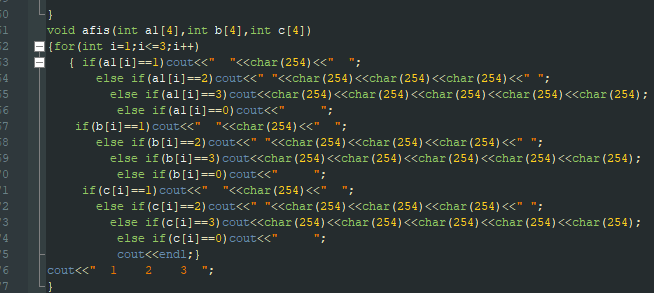 }
void afis(int a1[4],int b[4],int c[4])
{for(int i=1;i<=3;i++)
{ if(a1[i]==1)cout<<"  "<<char(254)<<"  ";
else if(a1[i]==2)cout<<" "<<char(254)<<char(254)<<char(254)<<" ";
else if(a1[i]==3)cout<<char(254)<<char(254)<<char(254)<<char(254)<<char(254);
else if(a1[i]==0)cout<<"     ";
if(b[i]==1)cout<<"  "<<char(254)<<"  ";
else if(b[i]==2)cout<<" "<<char(254)<<char(254)<<char(254)<<" ";
else if(b[i]==3)cout<<char(254)<<char(254)<<char(254)<<char(254)<<char(254);
else if(b[i]==0)cout<<"     ";
if(c[i]==1)cout<<"  "<<char(254)<<"  ";
else if(c[i]==2)cout<<" "<<char(254)<<char(254)<<char(254)<<" ";
else if(c[i]==3)cout<<char(254)<<char(254)<<char(254)<<char(254)<<char(254);
else if(c[i]==0)cout<<"     ";
cout<<endl;}
cout<<"  1    2    3  ";
}